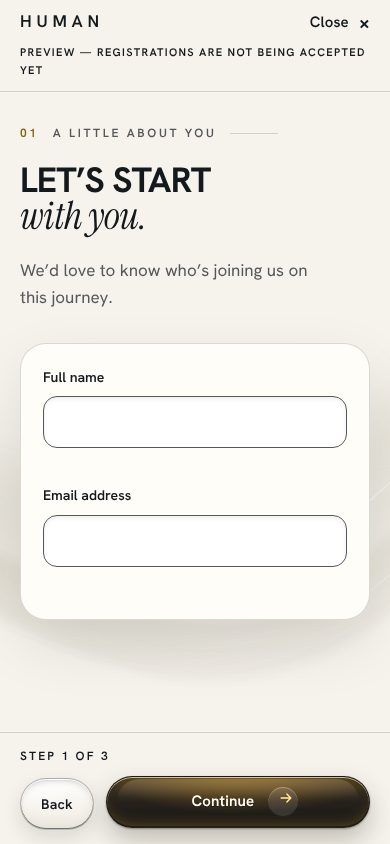 HUMAN
Close ×
PREVIEW — REGISTRATIONS ARE NOT BEING ACCEPTED
YET
01 A LITTLE ABOUT YOU
LET’S START
with you.
We’d love to know who’s joining us on
this journey.
Full name
Email address
STEP 1 OF 3
Back
Continue →